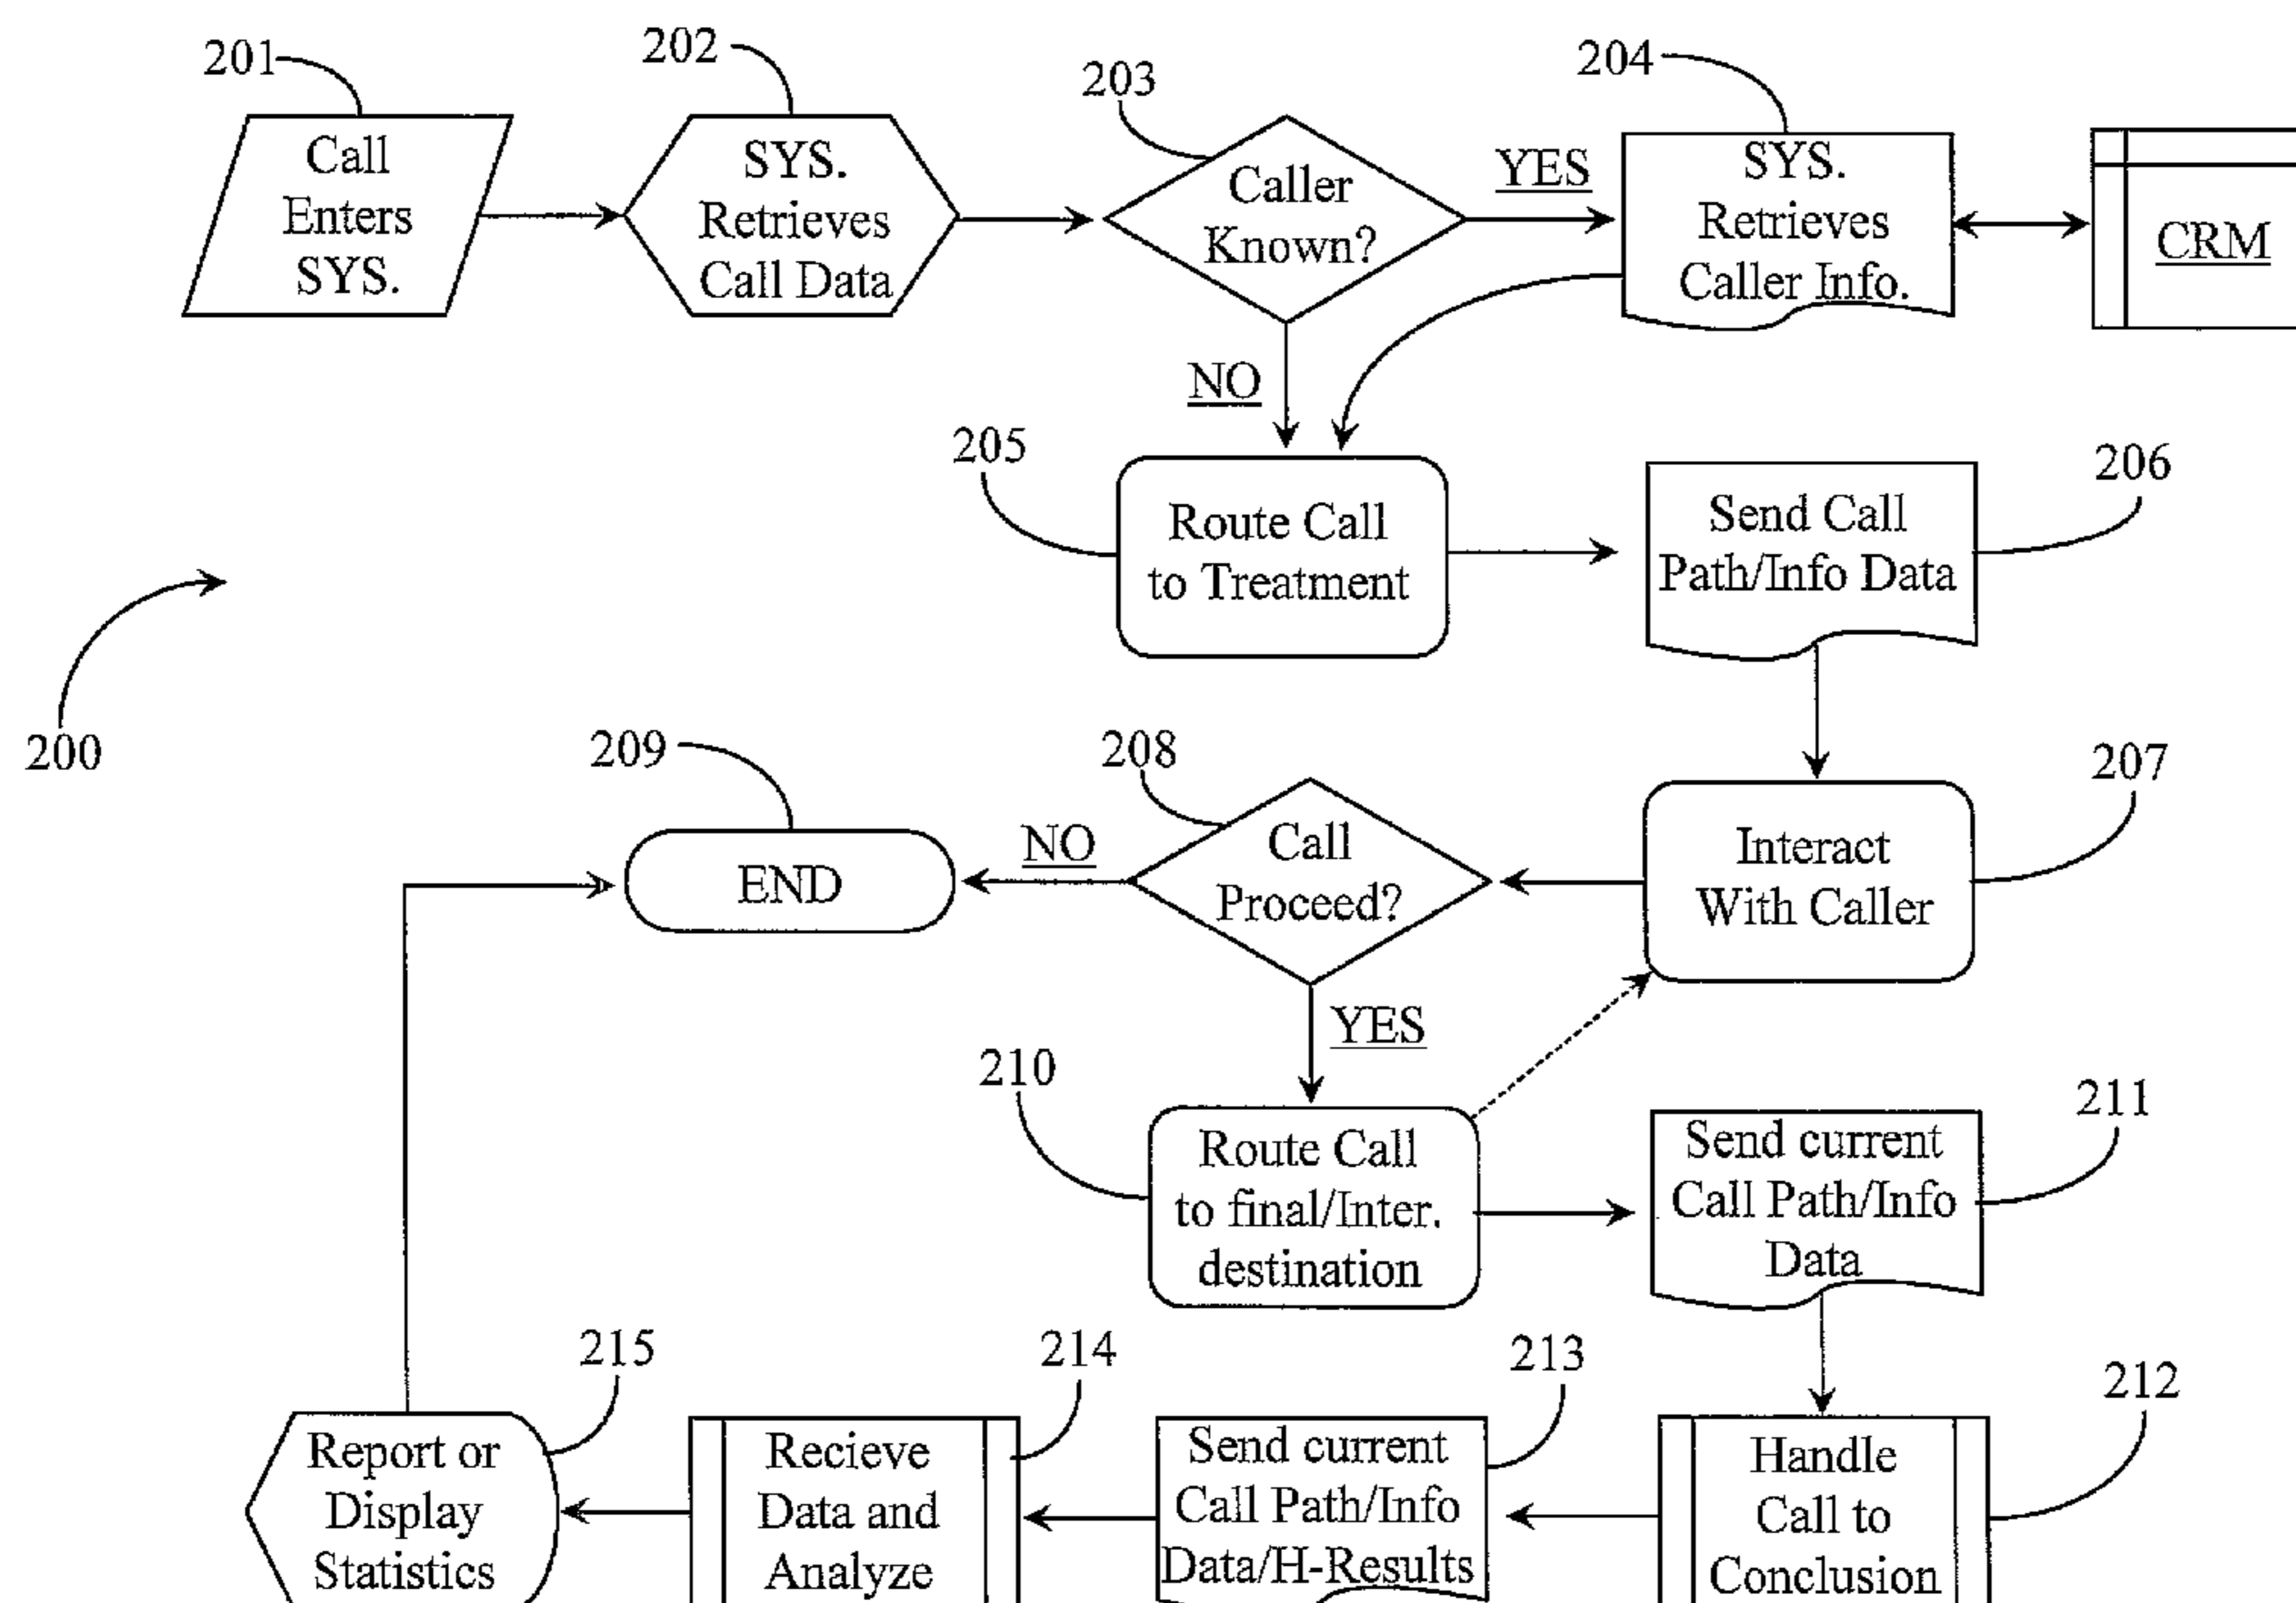 201
202
203
204
Call
Enters
SYS.
SYS.
Retrieves
Call Data
Caller
Known?
YES
SYS.
Retrieves
Caller Info.
CRM
NO
205
206
Route Call
to Treatment
Send Call
Path/Info Data
200
209
208
207
END
NO
Call
Proceed?
Interact
With Caller
YES
210
211
Route Call
to final/Inter.
destination
Send current
Call Path/Info
Data
215
214
213
212
Report or
Display
Statistics
Recieve
Data and
Analyze
Send current
Call Path/Info
Data/H-Results
Handle
Call to
Conclusion